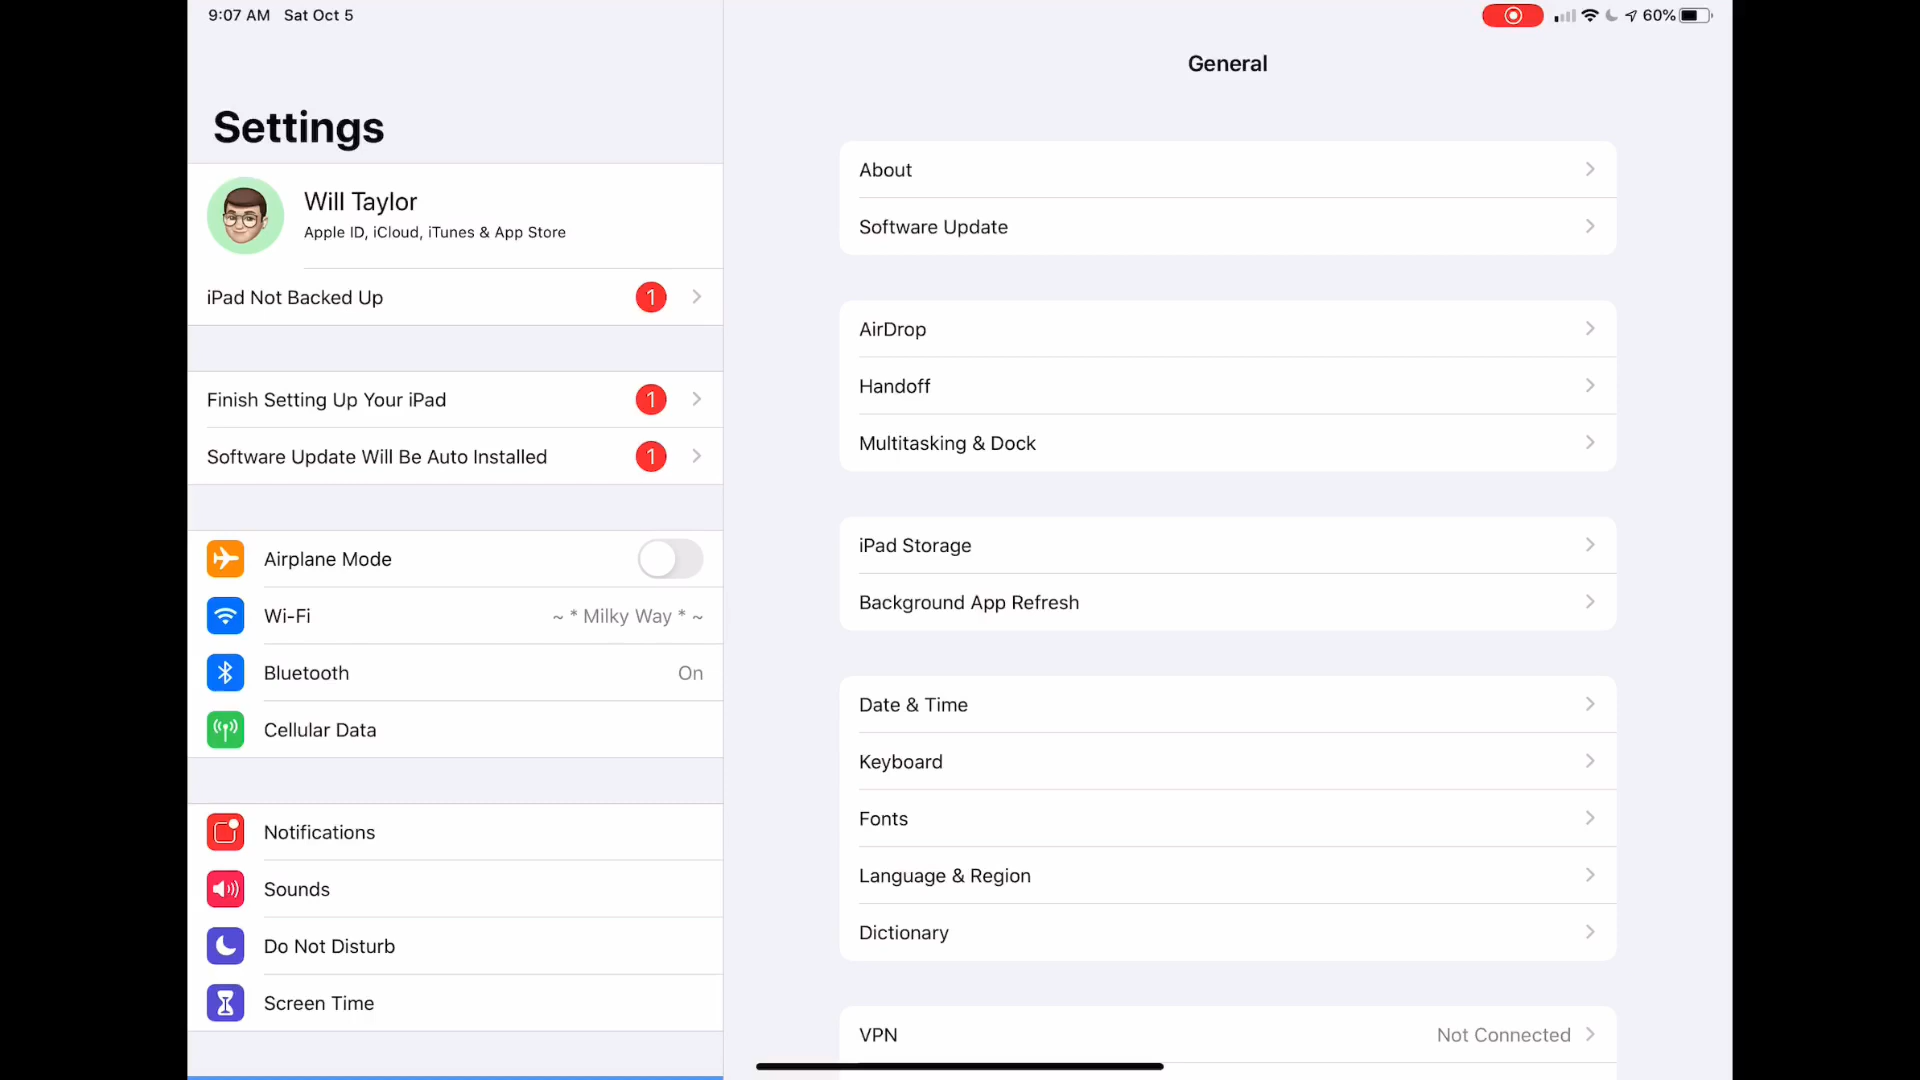 9:07 AM Sat Oct 5
60%
Settings
Will Taylor
Apple ID, iCloud, iTunes & App Store
iPad Not Backed Up 1
Finish Setting Up Your iPad 1
Software Update Will Be Auto Installed 1
Airplane Mode
Wi-Fi ~ * Milky Way * ~
Bluetooth On
Cellular Data
Notifications
Sounds
Do Not Disturb
Screen Time
General
About
Software Update
AirDrop
Handoff
Multitasking & Dock
iPad Storage
Background App Refresh
Date & Time
Keyboard
Fonts
Language & Region
Dictionary
VPN Not Connected